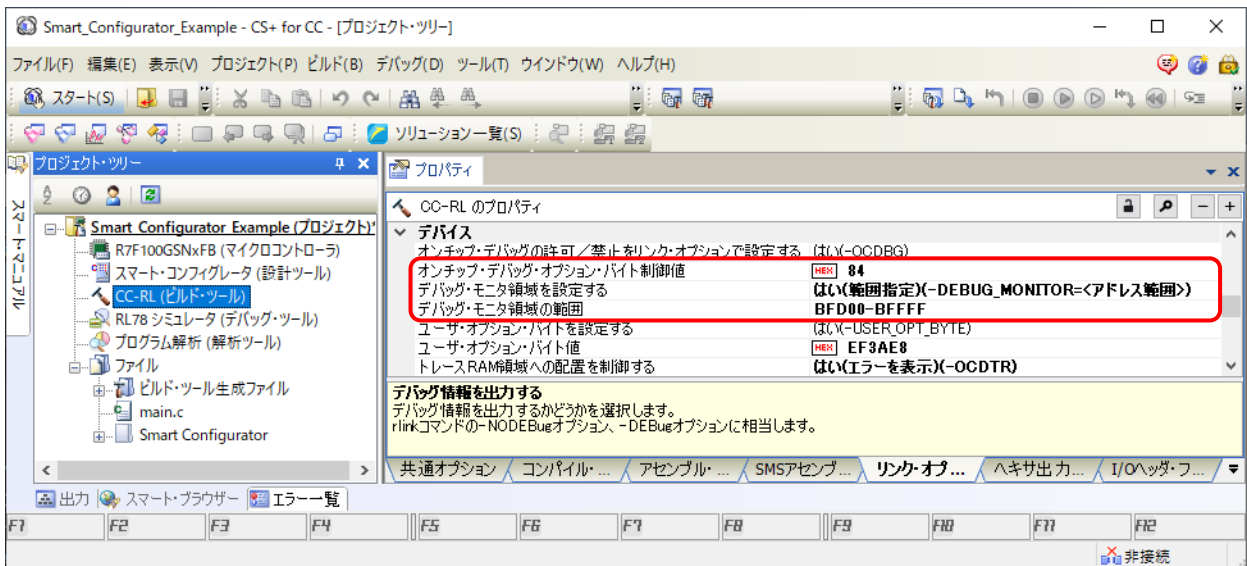 Smart_Configurator_Example - CS+ for CC - [プロジェクト・ツリー]
ファイル(F) 編集(E) 表示(V) プロジェクト(P) ビルド(B) デバッグ(D) ツール(T) ウインドウ(W) ヘルプ(H)
スタート(S)
ソリューション一覧(S)
スマート・マニュアル
プロジェクト・ツリー
Smart_Configurator_Example (プロジェクト)*
R7F100GSNxFB (マイクロコントローラ)
スマート・コンフィグレータ (設計ツール)
CC-RL (ビルド・ツール)
RL78 シミュレータ (デバッグ・ツール)
プログラム解析 (解析ツール)
ファイル
ビルド・ツール生成ファイル
main.c
Smart Configurator
プロパティ
CC-RL のプロパティ
デバイス
オンチップ・デバッグの許可／禁止をリンク・オプションで設定する はい(-OCDBG)
オンチップ・デバッグ・オプション・バイト制御値 HEX 84
デバッグ・モニタ領域を設定する はい(範囲指定)(-DEBUG_MONITOR=<アドレス範囲>)
デバッグ・モニタ領域の範囲 BFD00-BFFFF
ユーザ・オプション・バイトを設定する はい(-USER_OPT_BYTE)
ユーザ・オプション・バイト値 HEX EF3AE8
トレースRAM領域への配置を制御する はい(エラーを表示)(-OCDTR)
デバッグ情報を出力する
デバッグ情報を出力するかどうかを選択します。
rlinkコマンドの-NODEBugオプション、-DEBugオプションに相当します。
共通オプション コンパイル・... アセンブル・... SMSアセンブ... リンク・オプ... ヘキサ出力... I/Oヘッダ・フ...
出力 スマート・ブラウザー エラー一覧
F1 F2 F3 F4 F5 F6 F7 F8 F9 F10 F11 F12
非接続